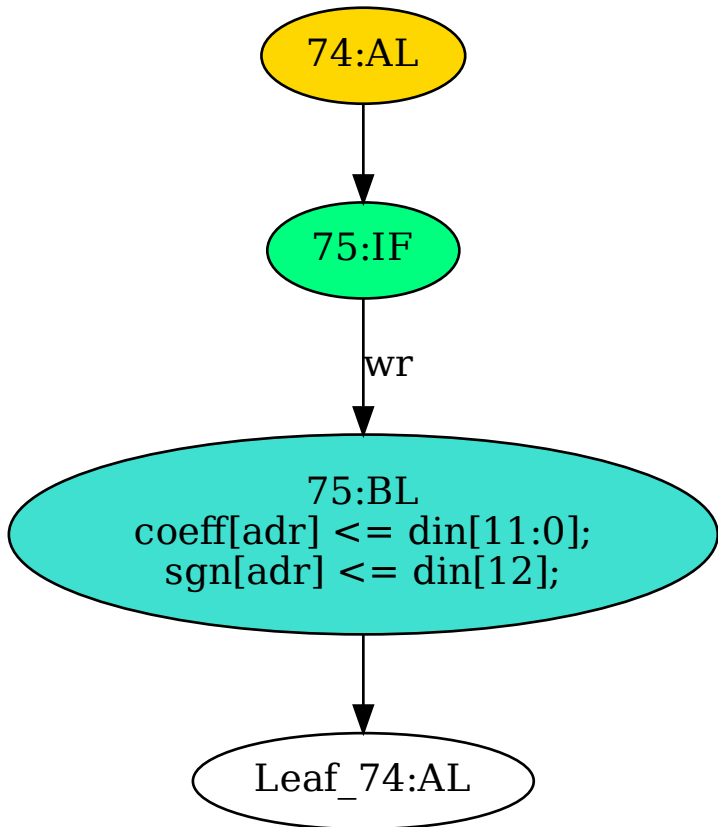 74:AL
75:IF
wr
75:BL
coeff[adr] <= din[11:0];
sgn[adr] <= din[12];
Leaf_74:AL